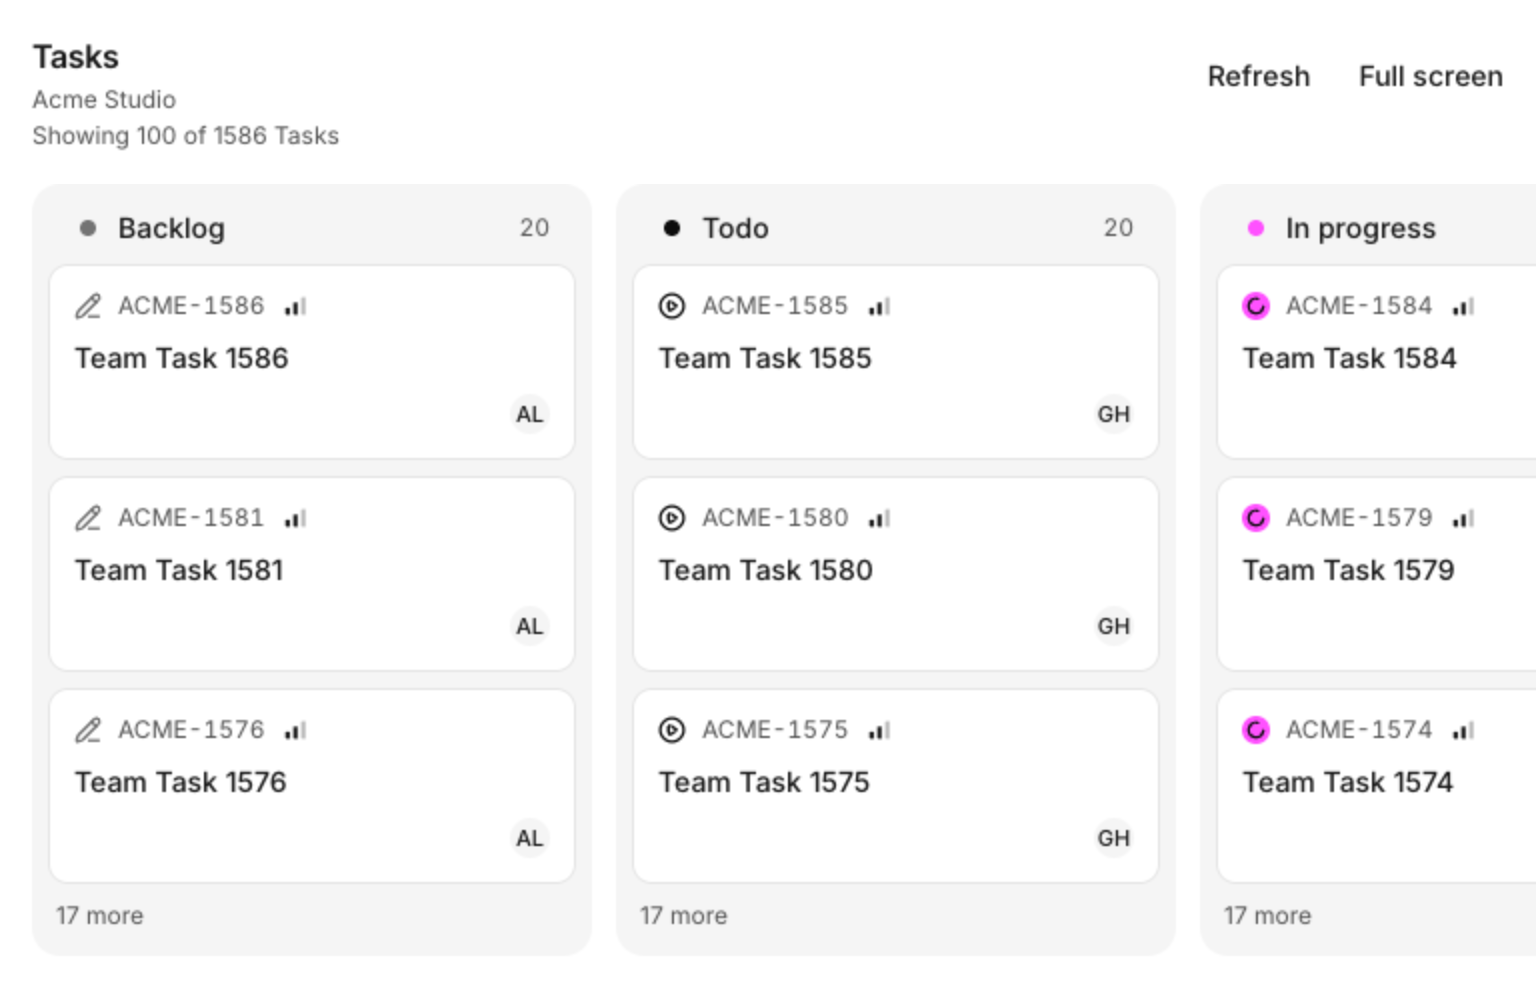 Tasks
Acme Studio
Showing 100 of 1586 Tasks
Refresh
Full screen
Backlog
20
ACME-1586
Team Task 1586
AL
ACME-1581
Team Task 1581
AL
ACME-1576
Team Task 1576
AL
17 more
Todo
20
ACME-1585
Team Task 1585
GH
ACME-1580
Team Task 1580
GH
ACME-1575
Team Task 1575
GH
17 more
In progress
ACME-1584
Team Task 1584
ACME-1579
Team Task 1579
ACME-1574
Team Task 1574
17 more